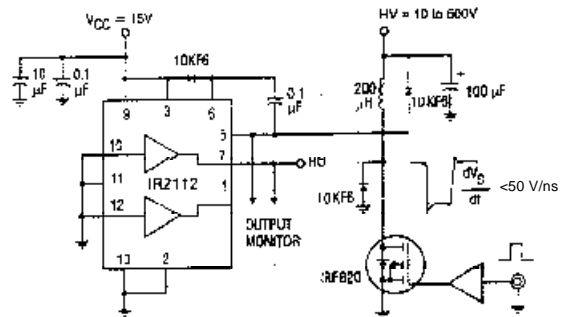 VCC = 15V
HV = 10 to 600V
10KF6
10 µF
0.1 µF
0.1 µF
200 µH
10KF6
100 µF
9
3
6
5
7
1
10
11
12
13
2
HO
IR2112
OUTPUT MONITOR
10KF6
dVS/dt <50 V/ns
IRF820